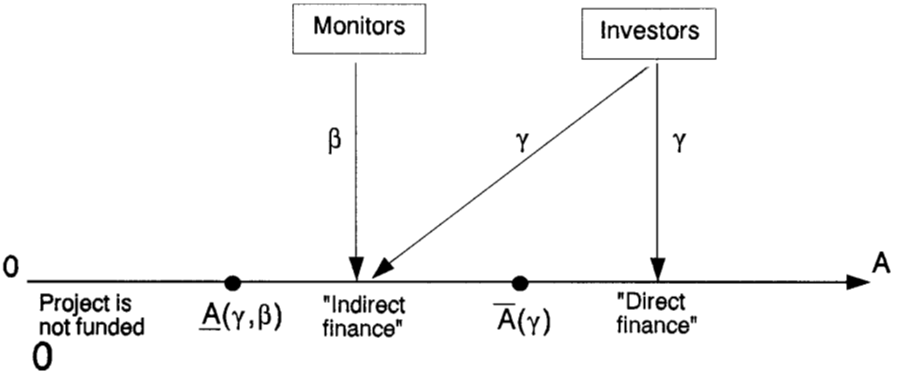 Monitors
Investors
β
γ
γ
0
A
Project is
not funded
A̲(γ,β)
"Indirect
finance"
A̅(γ)
"Direct
finance"
0